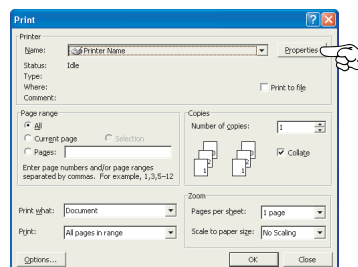 Print
Printer
Name: Printer Name Properties
Status: Idle
Type:
Where: Print to file
Comment:
Page range
All
Current page Selection
Pages:
Enter page numbers and/or page ranges
separated by commas. For example, 1,3,5–12
Copies
Number of copies: 1
Collate
Print what: Document
Print: All pages in range
Zoom
Pages per sheet: 1 page
Scale to paper size: No Scaling
Options... OK Close